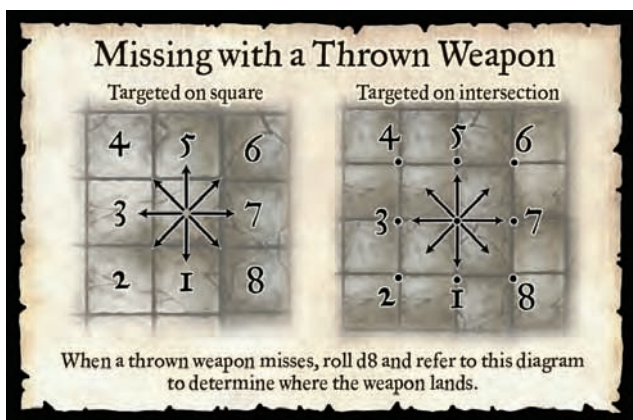 Missing with a Thrown Weapon
Targeted on square
Targeted on intersection
4 5 6
3 7
2 1 8
4 5 6
3 7
2 1 8
When a thrown weapon misses, roll d8 and refer to this diagram
to determine where the weapon lands.